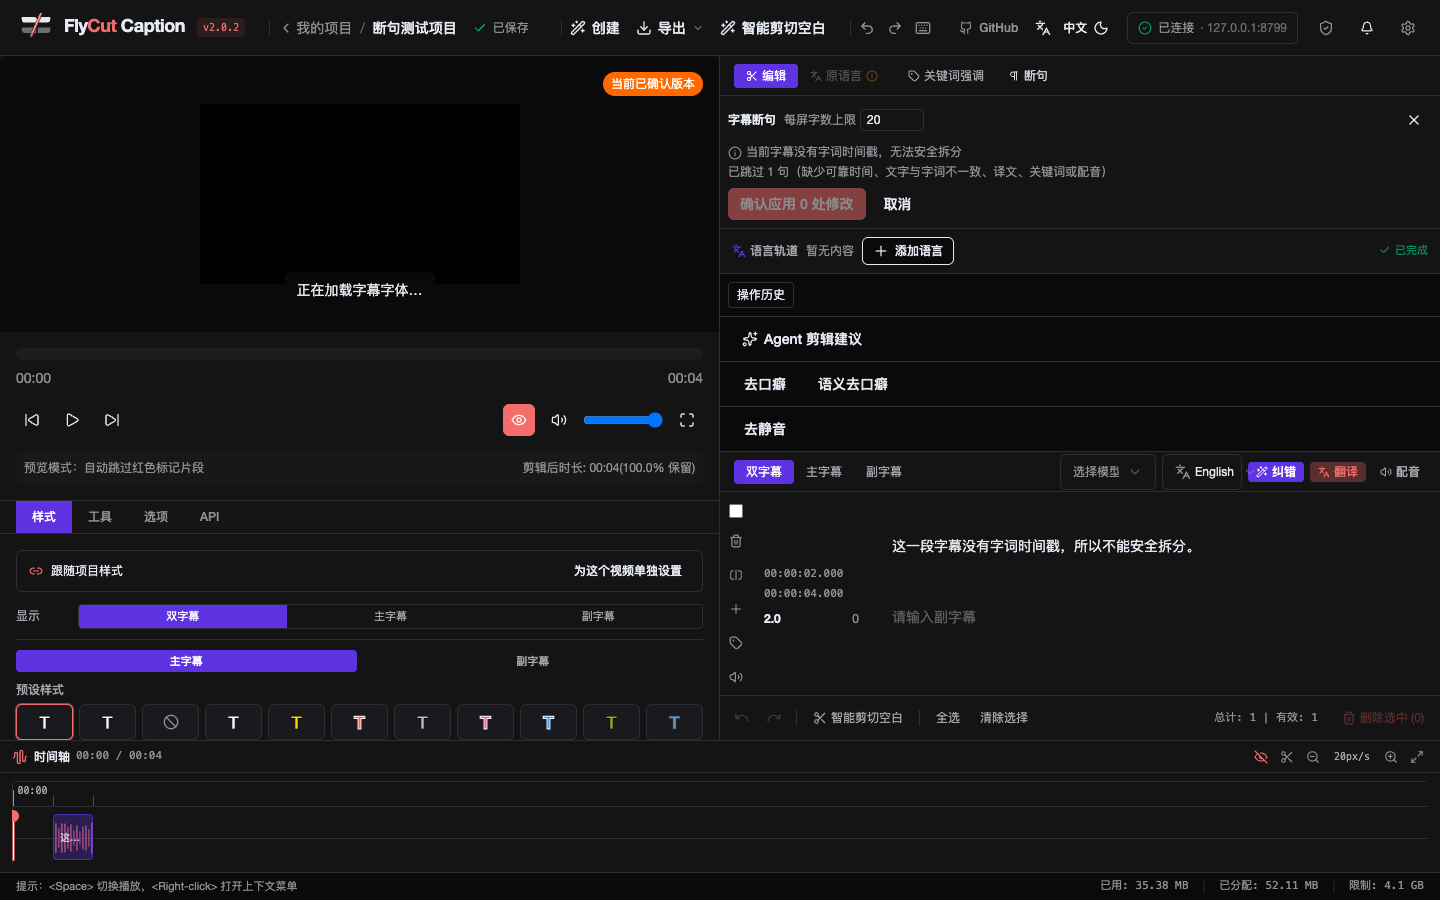 FlyCut Caption v2.0.2 我的项目 / 断句测试项目 已保存 创建 导出 智能剪切空白 GitHub 中文 已连接 · 127.0.0.1:8799
当前已确认版本
正在加载字幕字体...
00:00 00:04
预览模式：自动跳过红色标记片段 剪辑后时长: 00:04(100.0% 保留)
样式 工具 选项 API
跟随项目样式 为这个视频单独设置
显示 双字幕 主字幕 副字幕
主字幕 副字幕
预设样式
T T T T T T T T T T
编辑 原语言 关键词强调 断句
字幕断句 每屏字数上限 20
当前字幕没有字词时间戳，无法安全拆分
已跳过 1 句（缺少可靠时间、文字与字词不一致、译文、关键词或配音）
确认应用 0 处修改 取消
语言轨道 暂无内容 添加语言 已完成
操作历史
Agent 剪辑建议
去口癖 语义去口癖
去静音
双字幕 主字幕 副字幕 选择模型 English 纠错 翻译 配音
这一段字幕没有字词时间戳，所以不能安全拆分。
00:00:02.000
00:00:04.000
2.0 0 请输入副字幕
智能剪切空白 全选 清除选择 总计: 1 | 有效: 1 删除选中 (0)
时间轴 00:00 / 00:04 20px/s
00:00
这...
提示：<Space> 切换播放，<Right-click> 打开上下文菜单 已用: 35.38 MB 已分配: 52.11 MB 限制: 4.1 GB